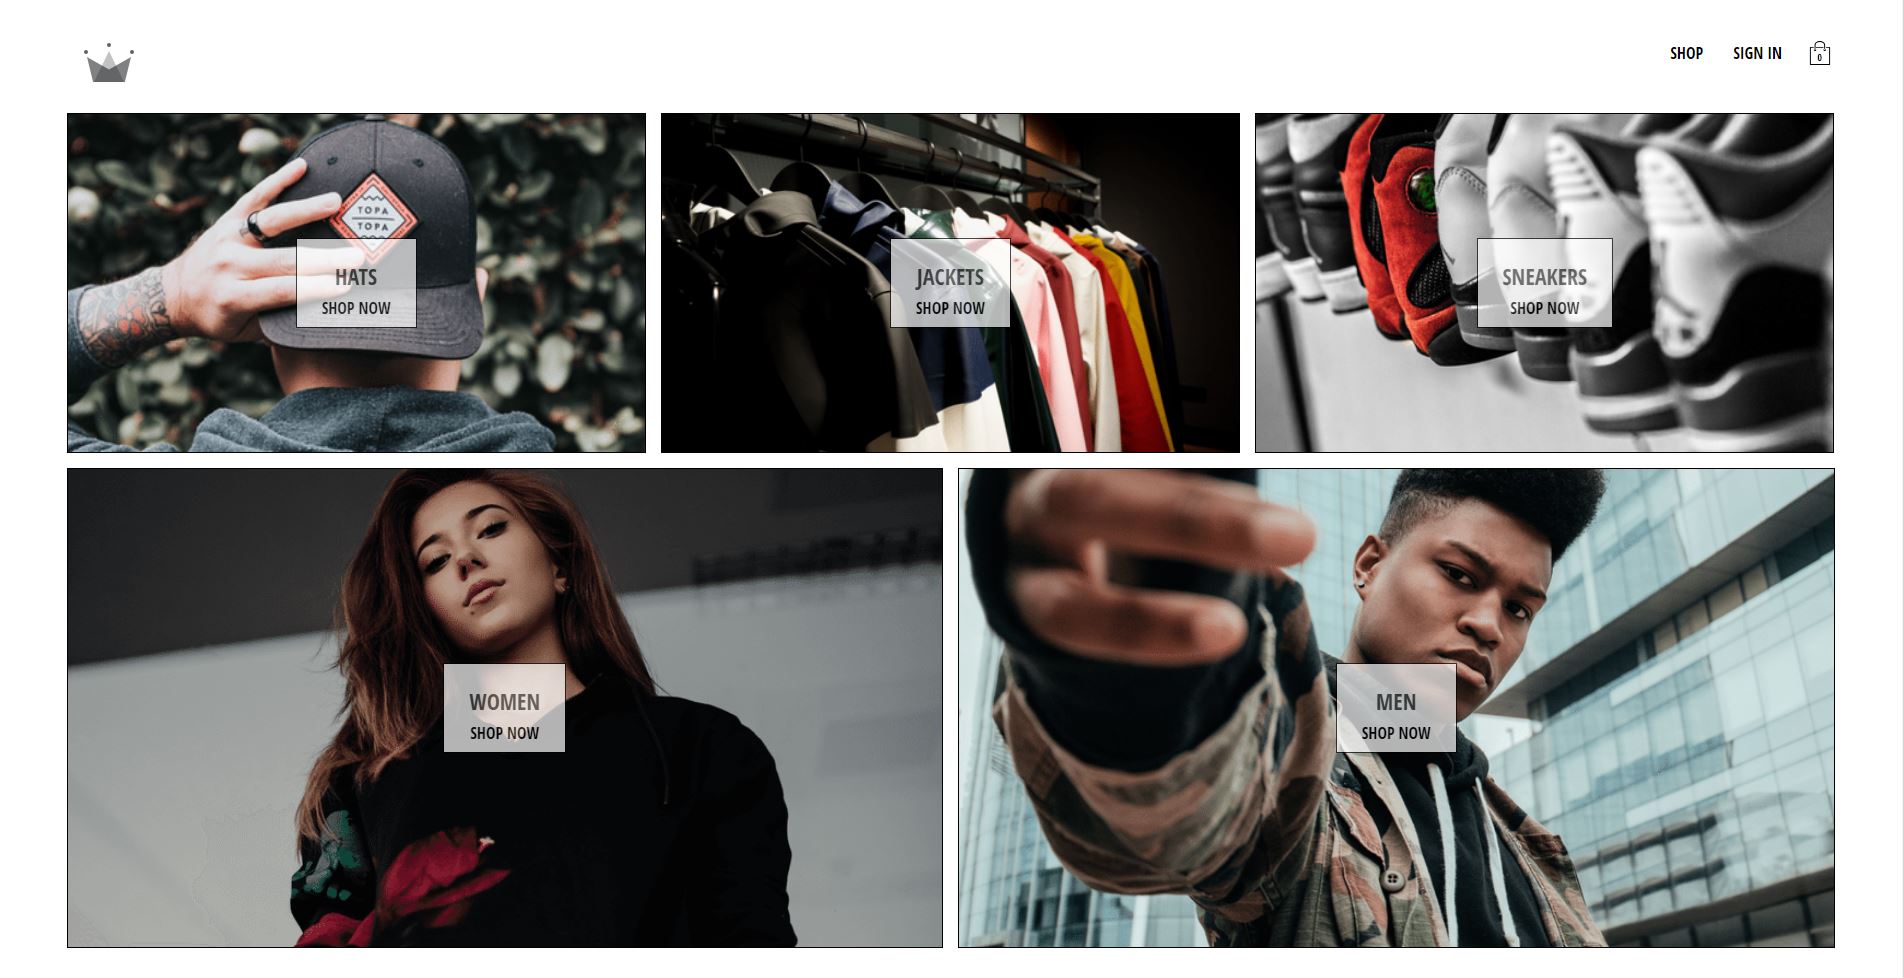 SHOP
SIGN IN
0
TOPA
TOPA
HATS
SHOP NOW
JACKETS
SHOP NOW
SNEAKERS
SHOP NOW
WOMEN
SHOP NOW
MEN
SHOP NOW